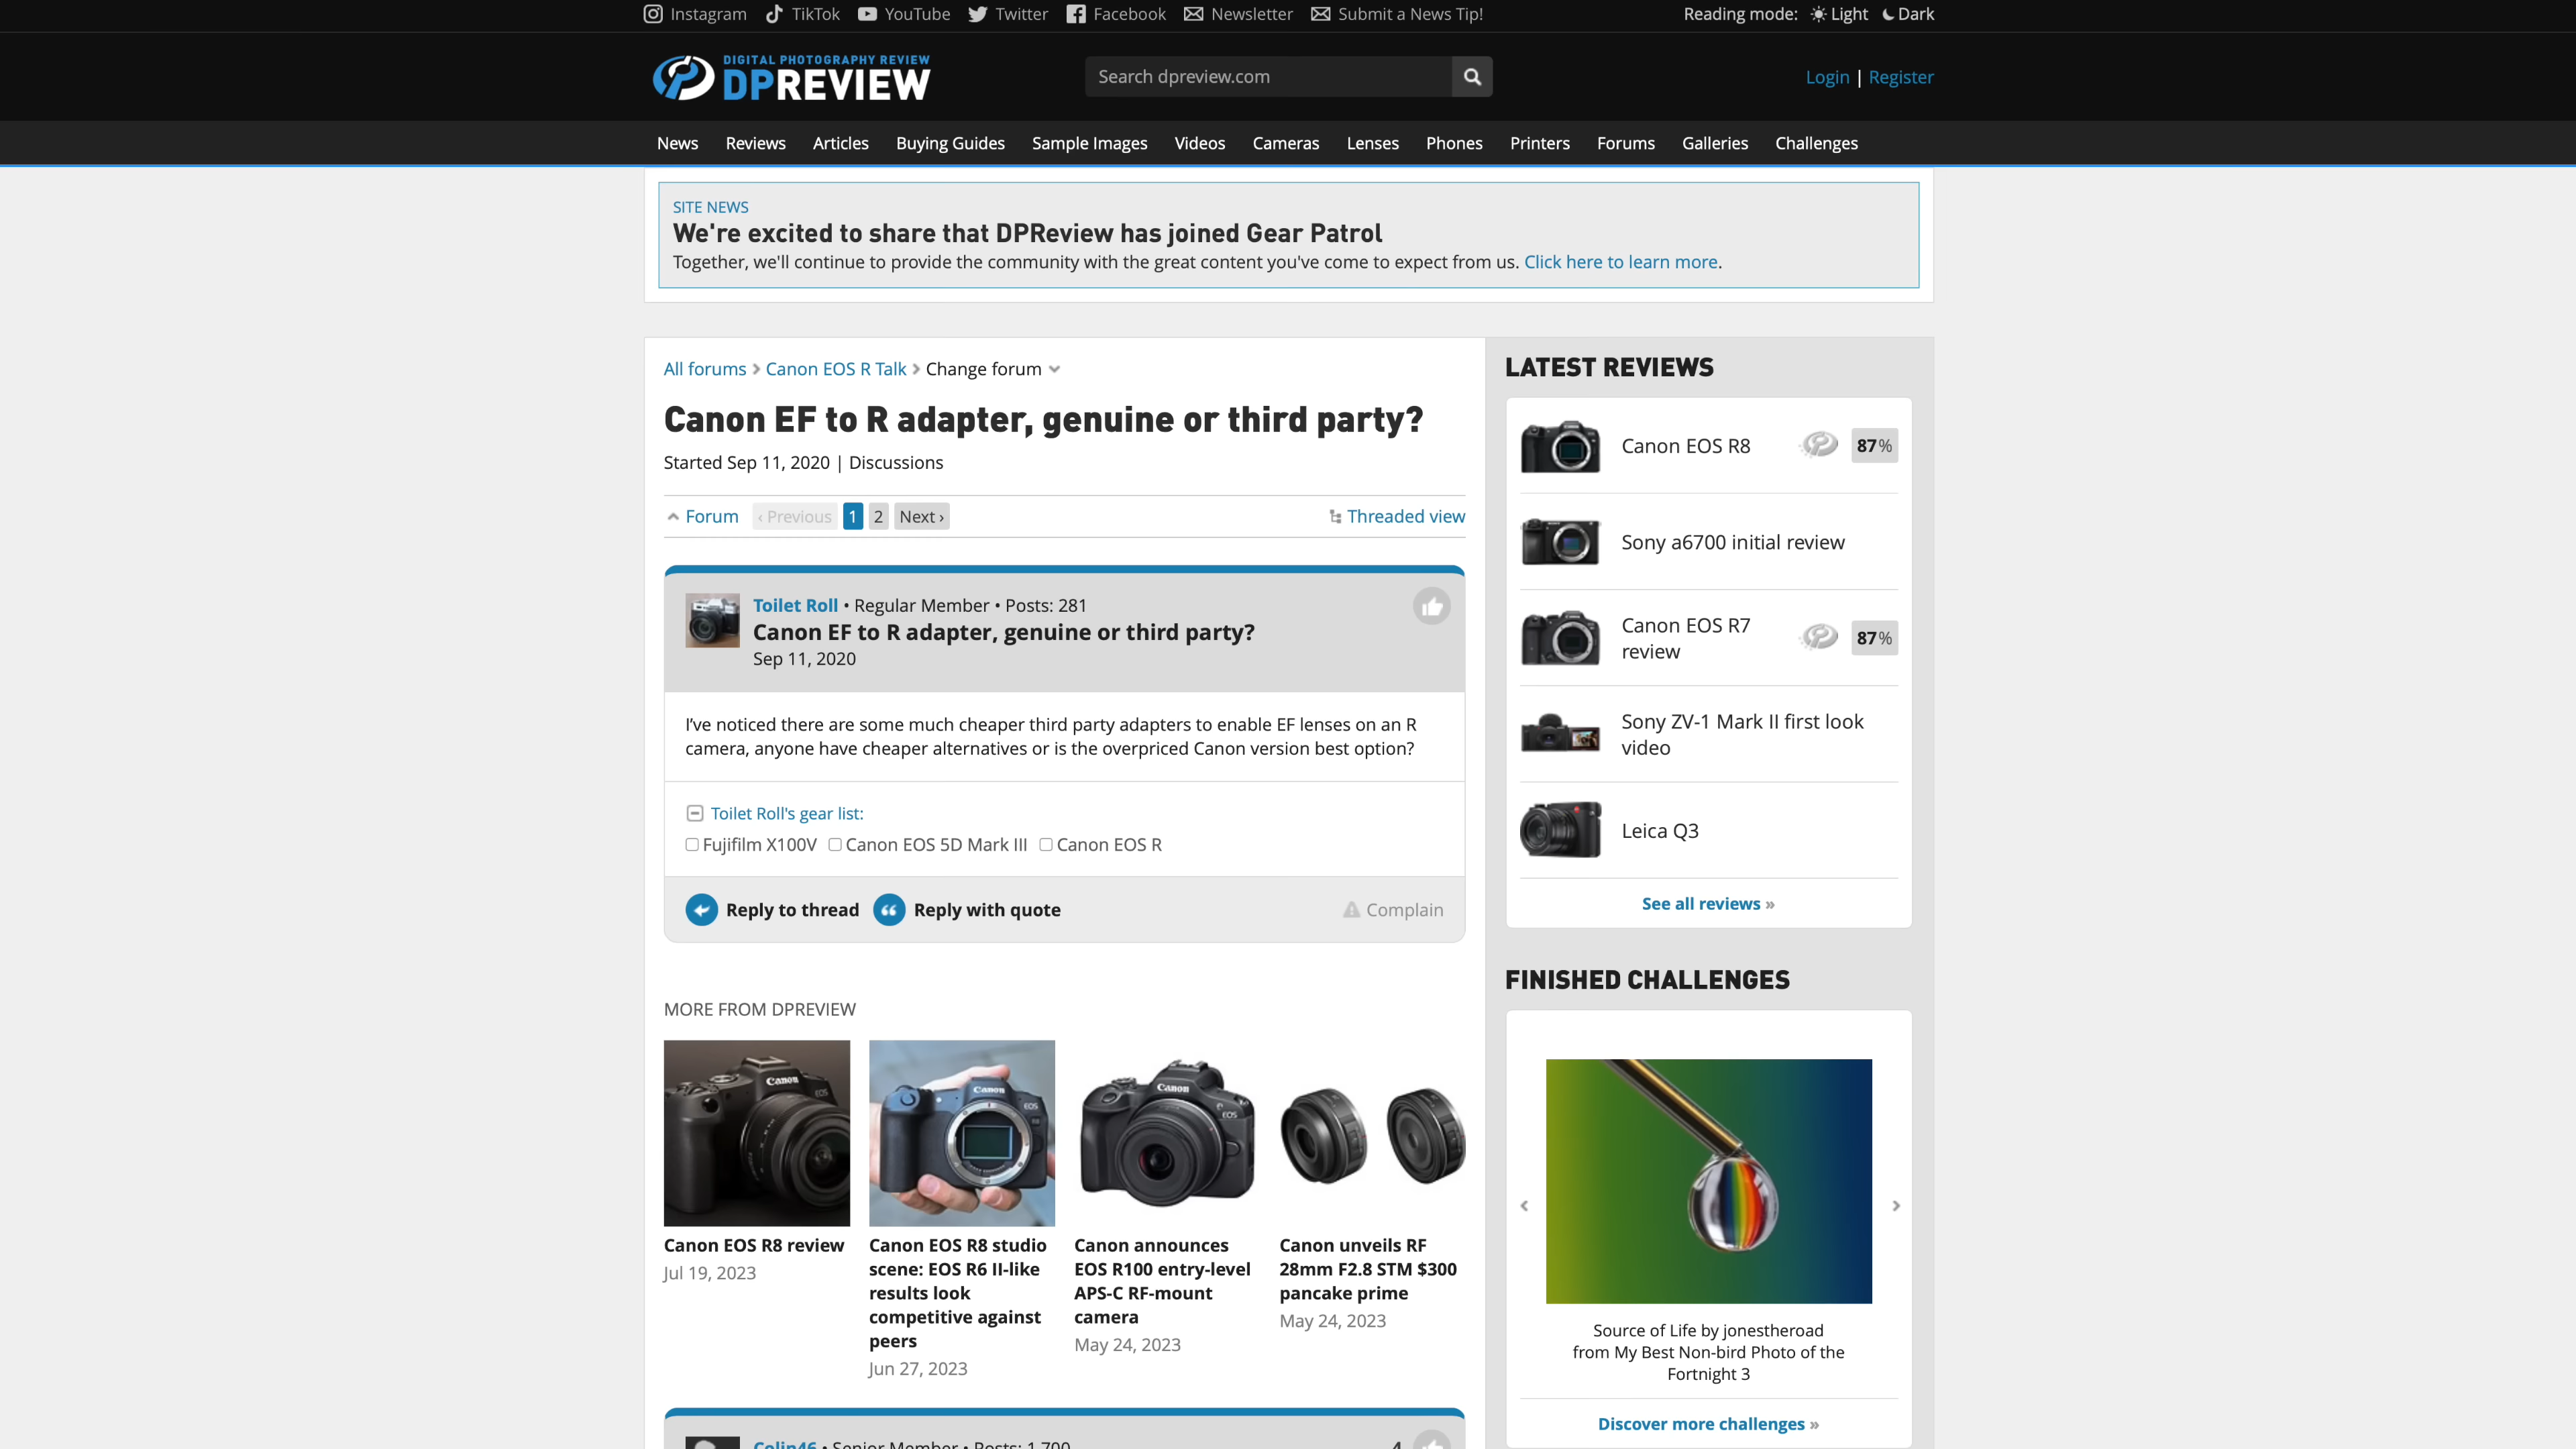 Instagram TikTok YouTube Twitter Facebook Newsletter Submit a News Tip! Reading mode: Light Dark
DIGITAL PHOTOGRAPHY REVIEW
DPREVIEW
Search dpreview.com
Login | Register
News Reviews Articles Buying Guides Sample Images Videos Cameras Lenses Phones Printers Forums Galleries Challenges
SITE NEWS
We're excited to share that DPReview has joined Gear Patrol
Together, we'll continue to provide the community with the great content you've come to expect from us. Click here to learn more.
All forums › Canon EOS R Talk › Change forum
Canon EF to R adapter, genuine or third party?
Started Sep 11, 2020 | Discussions
Forum ‹ Previous 1 2 Next › Threaded view
Toilet Roll • Regular Member • Posts: 281
Canon EF to R adapter, genuine or third party?
Sep 11, 2020
I've noticed there are some much cheaper third party adapters to enable EF lenses on an R
camera, anyone have cheaper alternatives or is the overpriced Canon version best option?
Toilet Roll's gear list:
Fujifilm X100V Canon EOS 5D Mark III Canon EOS R
Reply to thread Reply with quote Complain
MORE FROM DPREVIEW
Canon EOS R8 review
Jul 19, 2023
Canon EOS R8 studio
scene: EOS R6 II-like
results look
competitive against
peers
Jun 27, 2023
Canon announces
EOS R100 entry-level
APS-C RF-mount
camera
May 24, 2023
Canon unveils RF
28mm F2.8 STM $300
pancake prime
May 24, 2023
Colin46 • Senior Member • Posts: 1,700 4
LATEST REVIEWS
Canon EOS R8 87%
Sony a6700 initial review
Canon EOS R7
review 87%
Sony ZV-1 Mark II first look
video
Leica Q3
See all reviews »
FINISHED CHALLENGES
Source of Life by jonestheroad
from My Best Non-bird Photo of the
Fortnight 3
Discover more challenges »